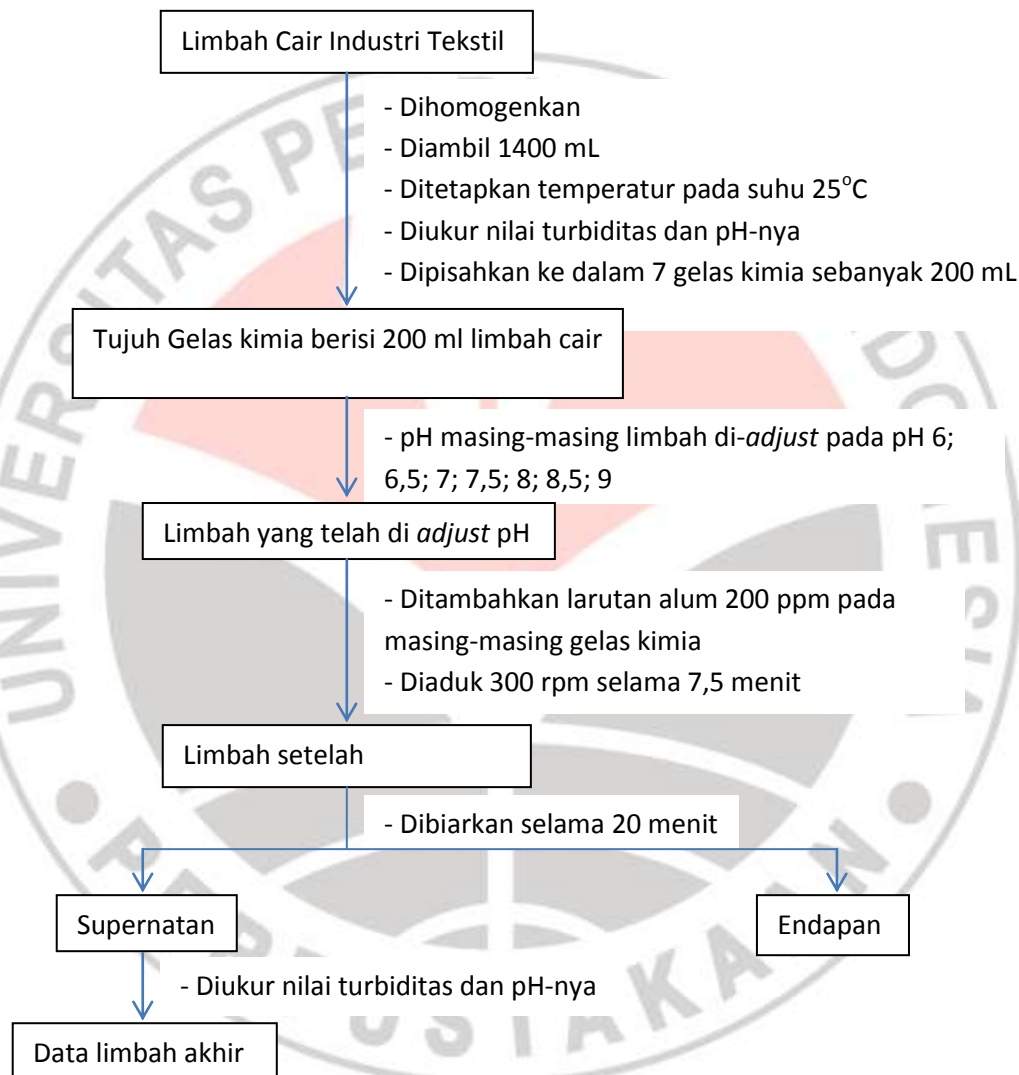 Limbah Cair Industri Tekstil
- Dihomogenkan
- Diambil 1400 mL
- Ditetapkan temperatur pada suhu 25°C
- Diukur nilai turbiditas dan pH-nya
- Dipisahkan ke dalam 7 gelas kimia sebanyak 200 mL
Tujuh Gelas kimia berisi 200 ml limbah cair
- pH masing-masing limbah di-adjust pada pH 6;
6,5; 7; 7,5; 8; 8,5; 9
Limbah yang telah di adjust pH
- Ditambahkan larutan alum 200 ppm pada
masing-masing gelas kimia
- Diaduk 300 rpm selama 7,5 menit
Limbah setelah
- Dibiarkan selama 20 menit
Supernatan
Endapan
- Diukur nilai turbiditas dan pH-nya
Data limbah akhir